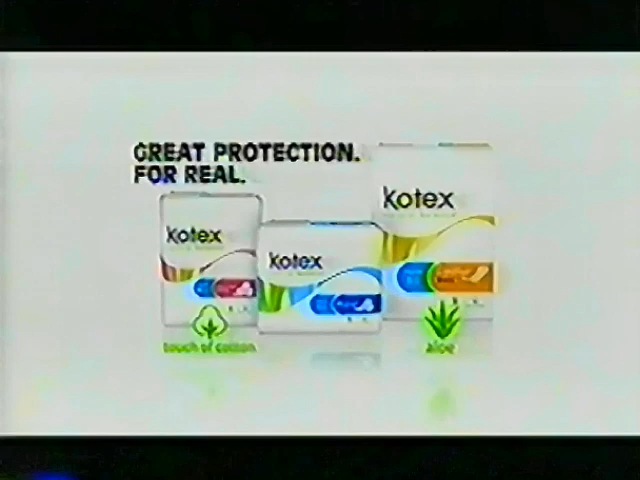 GREAT PROTECTION.
FOR REAL.
kotex
kotex
kotex
touch of cotton
aloe